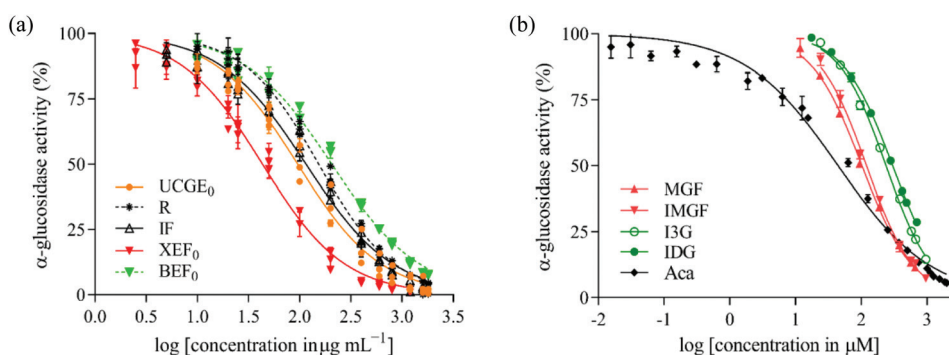 (a)
α-glucosidase activity (%)
100
75
50
25
0
UCGE₀
R
IF
XEF₀
BEF₀
0.0 0.5 1.0 1.5 2.0 2.5 3.0 3.5
log [concentration in μg mL⁻¹]
(b)
α-glucosidase activity (%)
100
75
50
25
0
MGF
IMGF
I3G
IDG
Aca
-2 -1 0 1 2 3
log [concentration in μM]